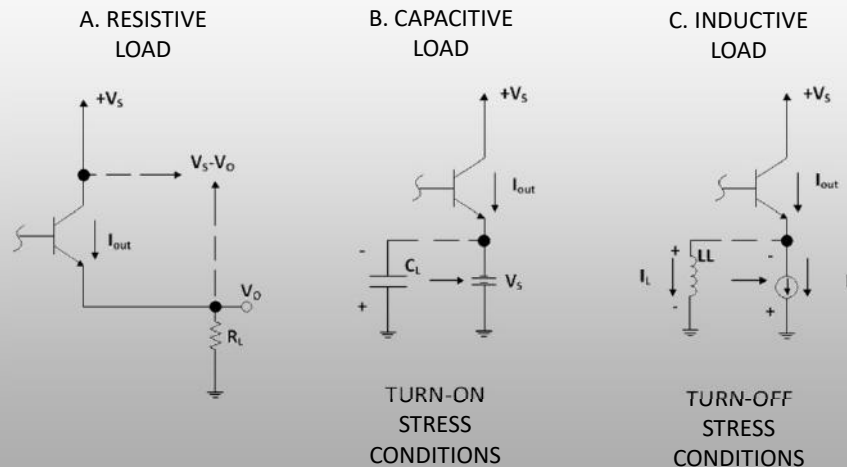 A. RESISTIVE
LOAD
B. CAPACITIVE
LOAD
C. INDUCTIVE
LOAD
+Vs
Vs-Vo
Iout
Vo
RL
+Vs
Iout
-
CL
+
Vs
TURN-ON
STRESS
CONDITIONS
+Vs
Iout
+
LL
-
IL
-
+
I
TURN-OFF
STRESS
CONDITIONS